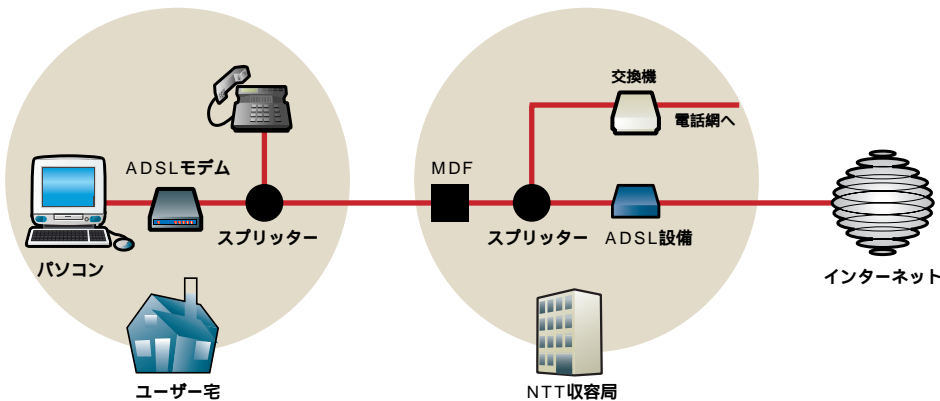 交換機
電話網へ
ADSLモデム
MDF
スプリッター
スプリッター
ADSL設備
パソコン
インターネット
ユーザー宅
NTT収容局